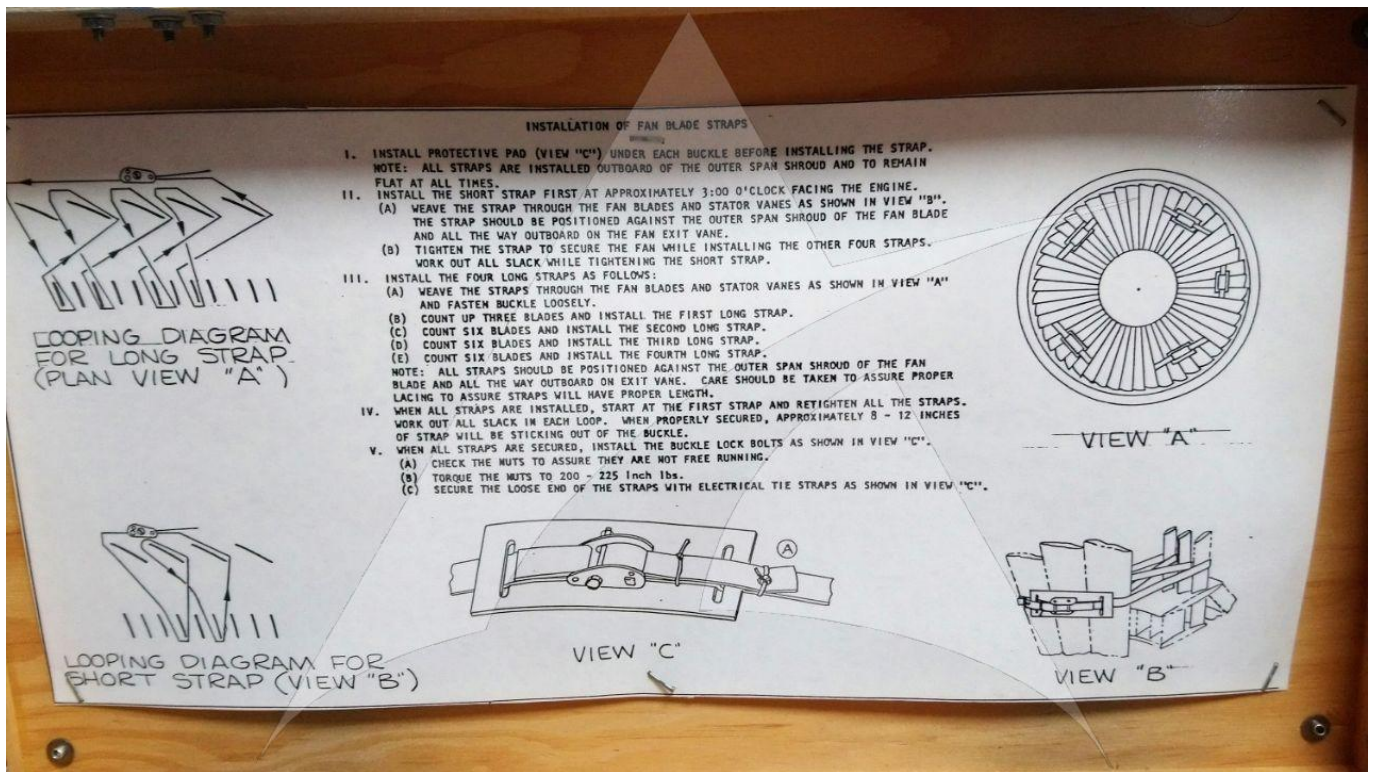 INSTALLATION OF FAN BLADE STRAPS
I. INSTALL PROTECTIVE PAD (VIEW "C") UNDER EACH BUCKLE BEFORE INSTALLING THE STRAP.
NOTE: ALL STRAPS ARE INSTALLED OUTBOARD OF THE OUTER SPAN SHROUD AND TO REMAIN
FLAT AT ALL TIMES.
II. INSTALL THE SHORT STRAP FIRST AT APPROXIMATELY 3:00 O'CLOCK FACING THE ENGINE.
(A) WEAVE THE STRAP THROUGH THE FAN BLADES AND STATOR VANES AS SHOWN IN VIEW "B".
THE STRAP SHOULD BE POSITIONED AGAINST THE OUTER SPAN SHROUD OF THE FAN BLADE
AND ALL THE WAY OUTBOARD ON THE FAN EXIT VANE.
(B) TIGHTEN THE STRAP TO SECURE THE FAN WHILE INSTALLING THE OTHER FOUR STRAPS.
WORK OUT ALL SLACK WHILE TIGHTENING THE SHORT STRAP.
III. INSTALL THE FOUR LONG STRAPS AS FOLLOWS:
(A) WEAVE THE STRAPS THROUGH THE FAN BLADES AND STATOR VANES AS SHOWN IN VIEW "A"
AND FASTEN BUCKLE LOOSELY.
(B) COUNT UP THREE BLADES AND INSTALL THE FIRST LONG STRAP.
(C) COUNT SIX BLADES AND INSTALL THE SECOND LONG STRAP.
(D) COUNT SIX BLADES AND INSTALL THE THIRD LONG STRAP.
(E) COUNT SIX BLADES AND INSTALL THE FOURTH LONG STRAP.
NOTE: ALL STRAPS SHOULD BE POSITIONED AGAINST THE OUTER SPAN SHROUD OF THE FAN
BLADE AND ALL THE WAY OUTBOARD ON EXIT VANE. CARE SHOULD BE TAKEN TO ASSURE PROPER
LACING TO ASSURE STRAPS WILL HAVE PROPER LENGTH.
IV. WHEN ALL STRAPS ARE INSTALLED, START AT THE FIRST STRAP AND RETIGHTEN ALL THE STRAPS.
WORK OUT ALL SLACK IN EACH LOOP. WHEN PROPERLY SECURED, APPROXIMATELY 8 - 12 INCHES
OF STRAP WILL BE STICKING OUT OF THE BUCKLE.
V. WHEN ALL STRAPS ARE SECURED, INSTALL THE BUCKLE LOCK BOLTS AS SHOWN IN VIEW "C".
(A) CHECK THE NUTS TO ASSURE THEY ARE NOT FREE RUNNING.
(B) TORQUE THE NUTS TO 200 - 225 Inch lbs.
(C) SECURE THE LOOSE END OF THE STRAPS WITH ELECTRICAL TIE STRAPS AS SHOWN IN VIEW "C".
LOOPING DIAGRAM
FOR LONG STRAP
(PLAN VIEW "A")
VIEW "A"
LOOPING DIAGRAM FOR
SHORT STRAP (VIEW "B")
A
VIEW "C"
VIEW "B"